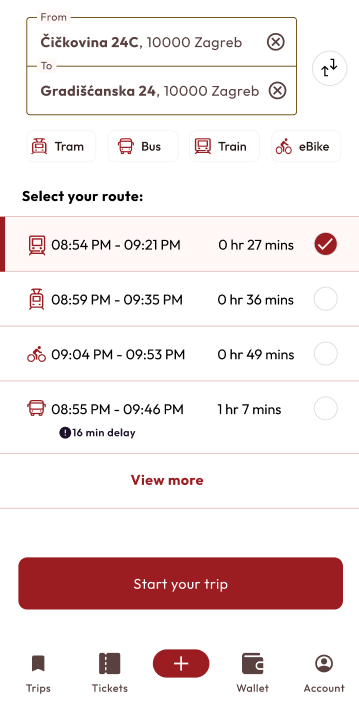 From
Čičkovina 24C, 10000 Zagreb
To
Gradišćanska 24, 10000 Zagreb
Tram Bus Train eBike
Select your route:
08:54 PM - 09:21 PM 0 hr 27 mins
08:59 PM - 09:35 PM 0 hr 36 mins
09:04 PM - 09:53 PM 0 hr 49 mins
08:55 PM - 09:46 PM 1 hr 7 mins
16 min delay
View more
Start your trip
Trips Tickets Wallet Account